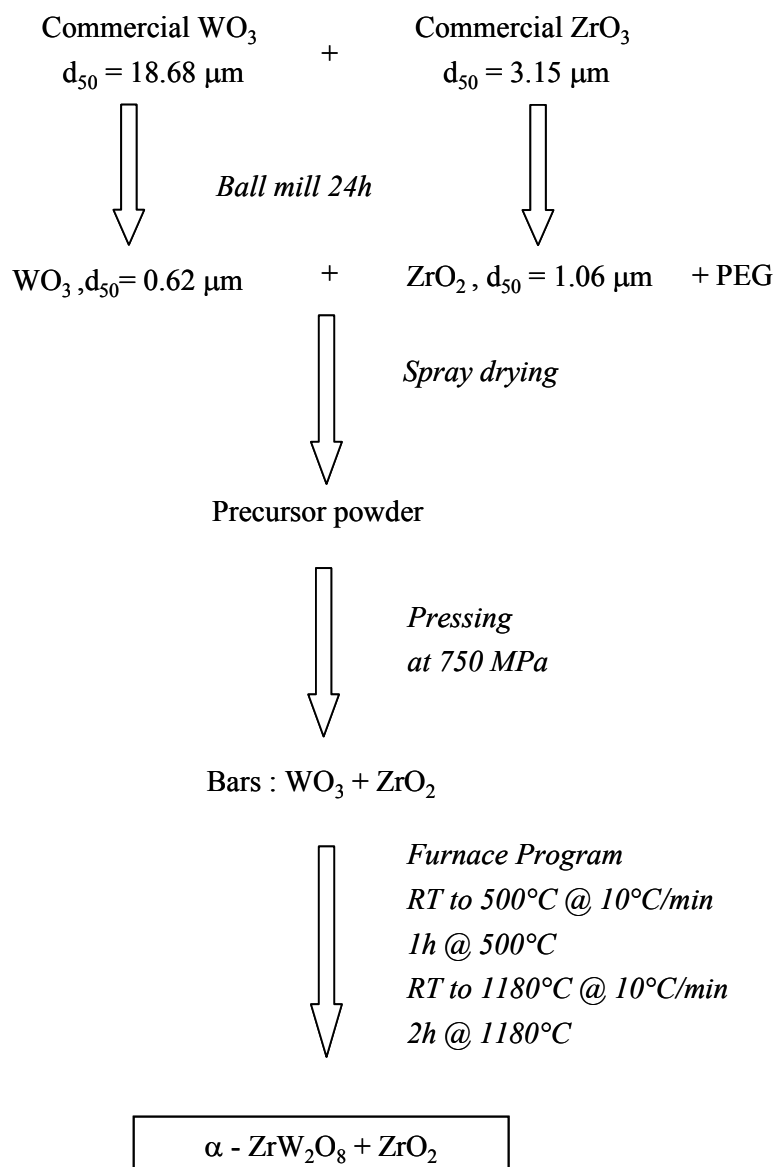 Commercial WO₃ + Commercial ZrO₃
d₅₀ = 18.68 μm d₅₀ = 3.15 μm
Ball mill 24h
WO₃ ,d₅₀= 0.62 μm + ZrO₂ , d₅₀ = 1.06 μm + PEG
Spray drying
Precursor powder
Pressing
at 750 MPa
Bars : WO₃ + ZrO₂
Furnace Program
RT to 500°C @ 10°C/min
1h @ 500°C
RT to 1180°C @ 10°C/min
2h @ 1180°C
α - ZrW₂O₈ + ZrO₂